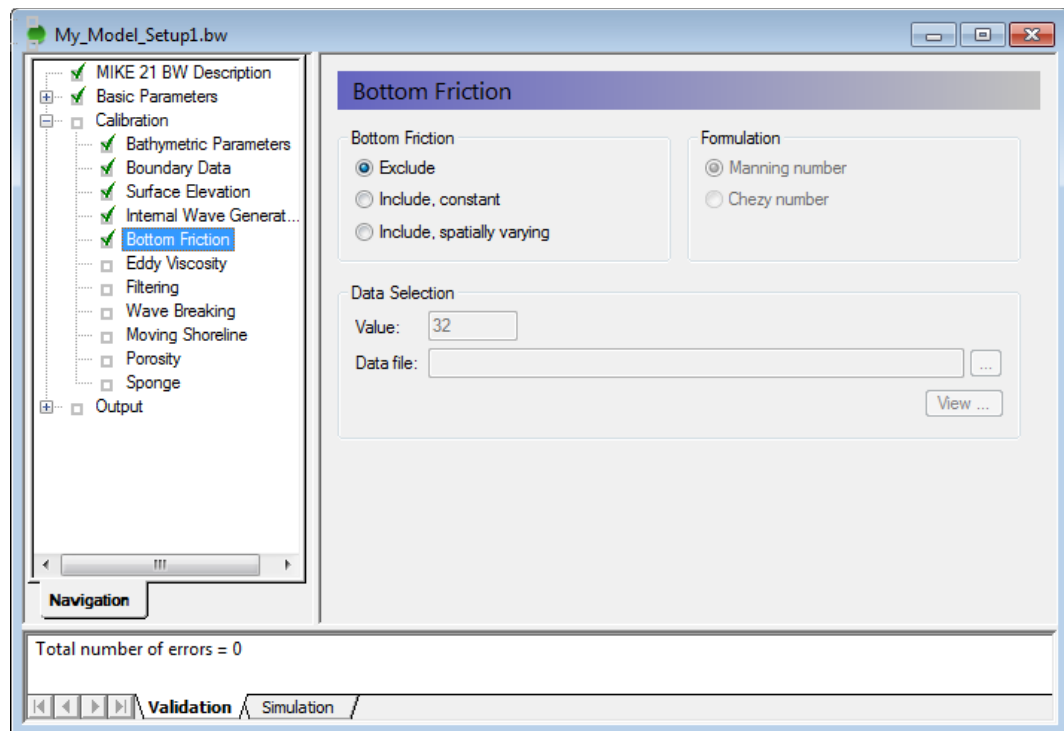 My_Model_Setup1.bw
MIKE 21 BW Description
Basic Parameters
Calibration
Bathymetric Parameters
Boundary Data
Surface Elevation
Internal Wave Generat...
Bottom Friction
Eddy Viscosity
Filtering
Wave Breaking
Moving Shoreline
Porosity
Sponge
Output
Navigation
Bottom Friction
Bottom Friction
Exclude
Include, constant
Include, spatially varying
Formulation
Manning number
Chezy number
Data Selection
Value: 32
Data file: ...
View ...
Total number of errors = 0
Validation Simulation